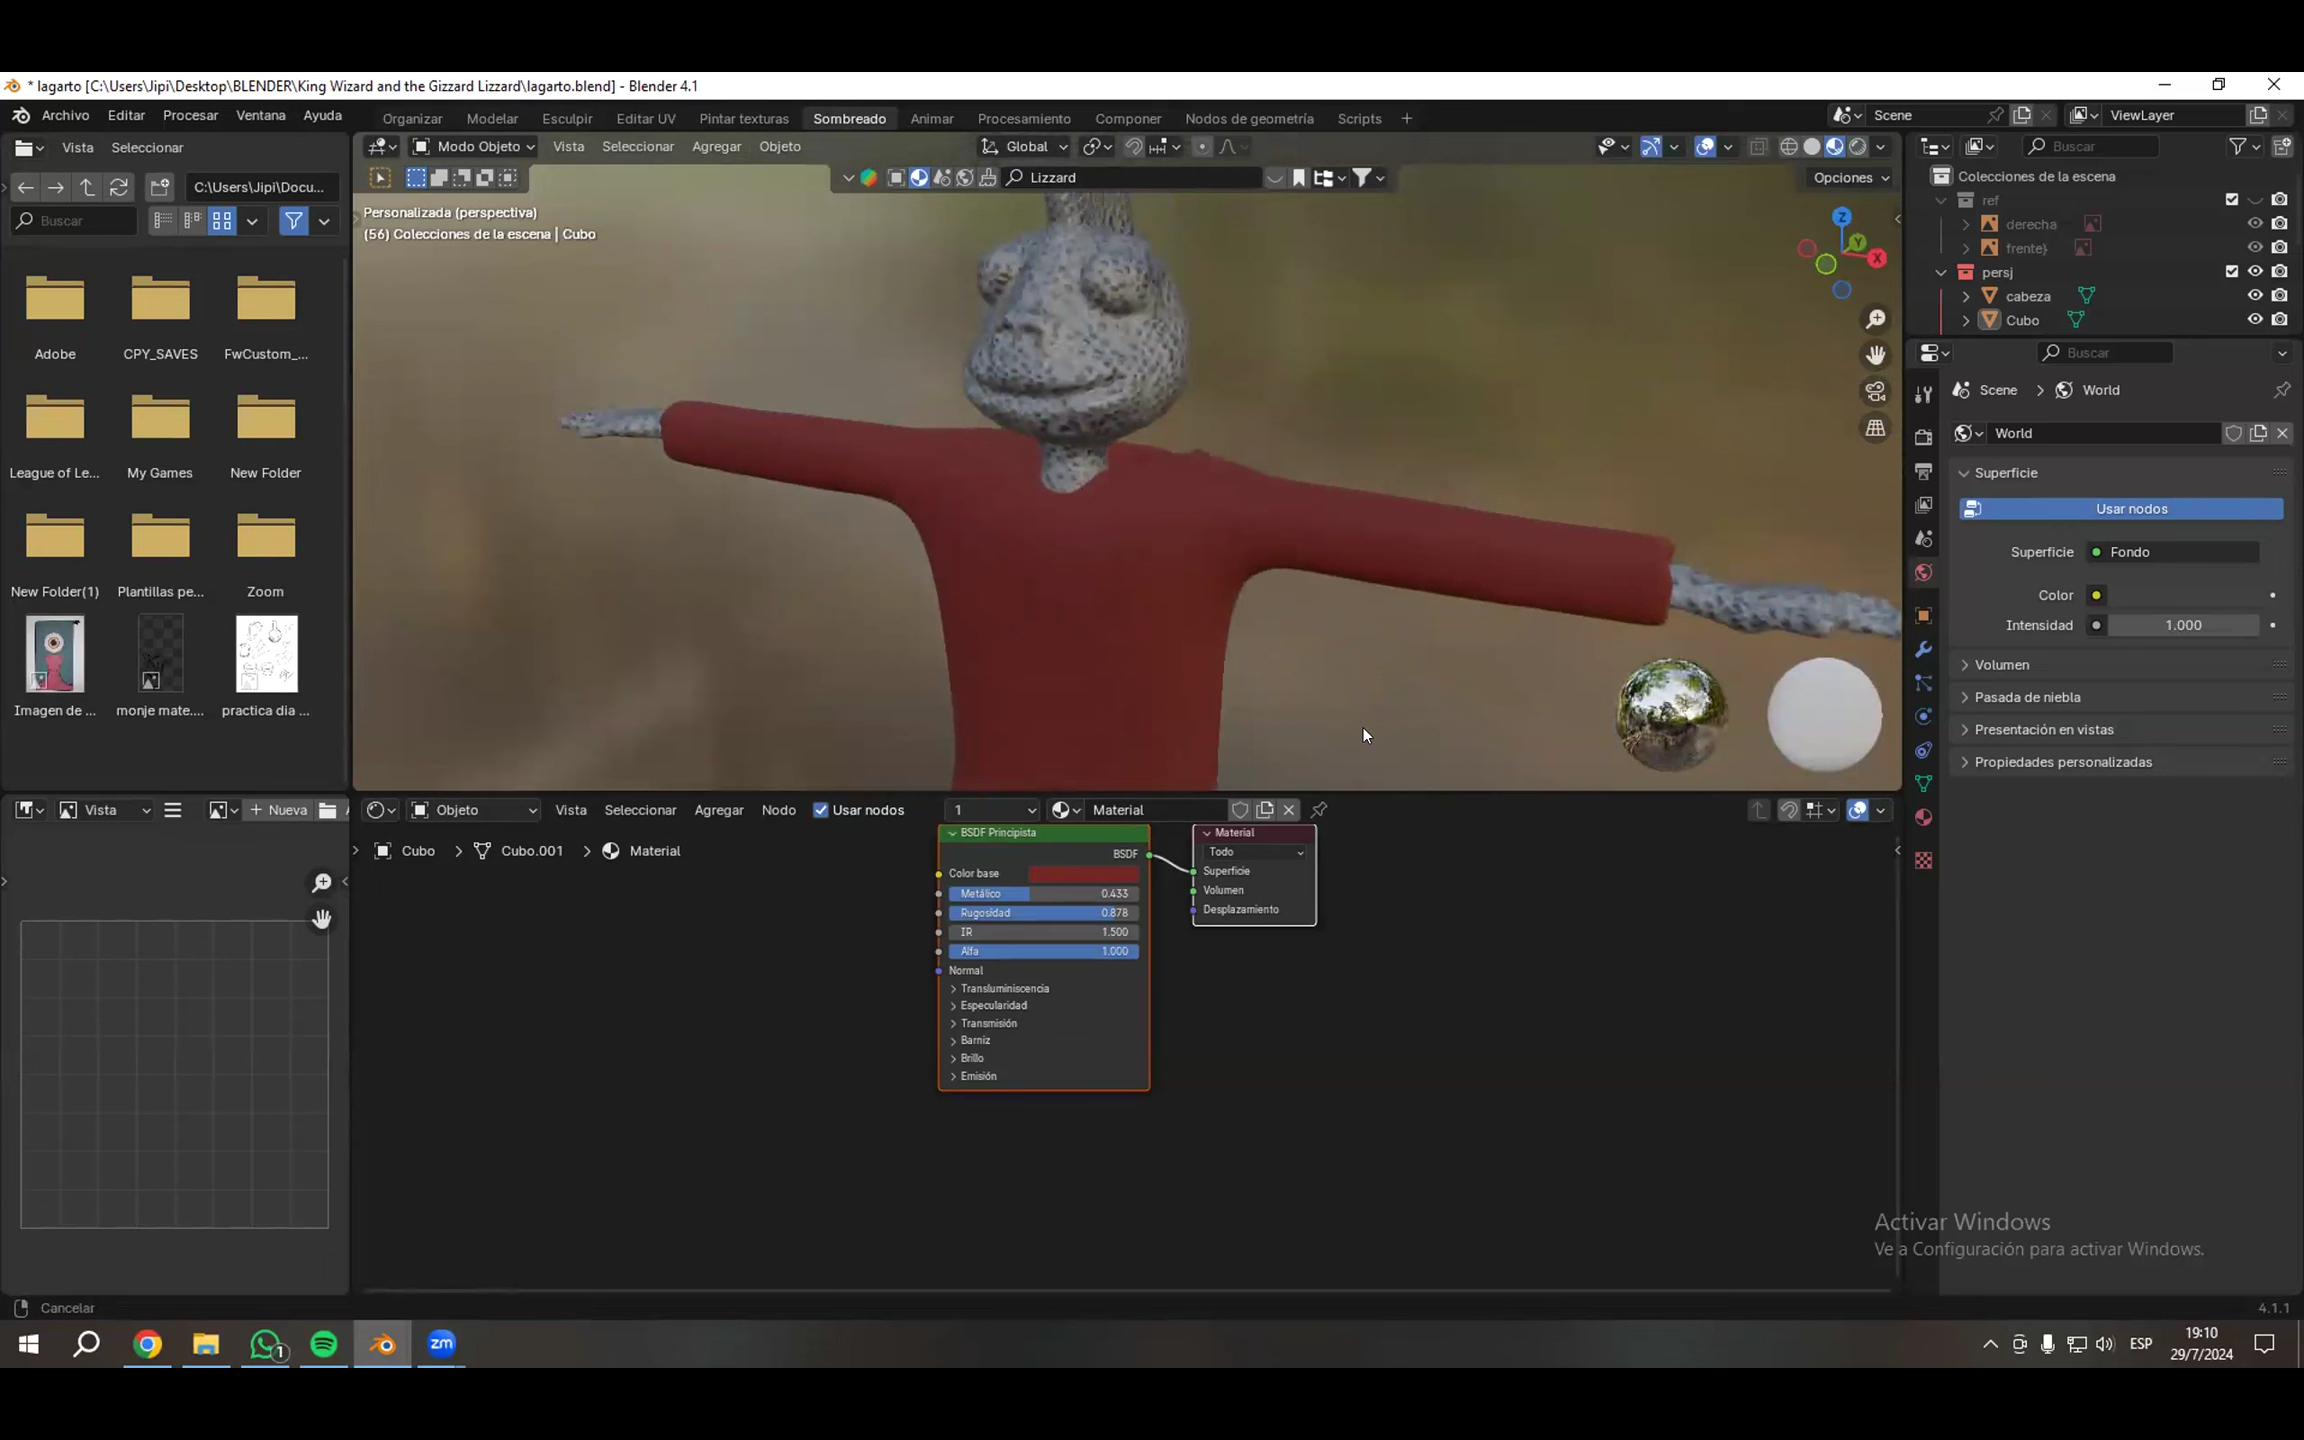 * lagarto [C:\Users\Jipi\Desktop\BLENDER\King Wizard and the Gizzard Lizzard\lagarto.blend] - Blender 4.1
Archivo Editar Procesar Ventana Ayuda
Organizar Modelar Esculpir Editar UV Pintar texturas Sombreado Animar Procesamiento Componer Nodos de geometría Scripts +
Scene
ViewLayer
Vista Seleccionar
Modo Objeto Vista Seleccionar Agregar Objeto
Global
Buscar
C:\Users\Jipi\Docu...
Lizzard
Opciones
Colecciones de la escena
Buscar
Personalizada (perspectiva)
(56) Colecciones de la escena | Cubo
ref
derecha
frente}
persj
cabeza
Cubo
Z
Y
X
Adobe CPY_SAVES FwCustom_...
Buscar
Scene > World
World
League of Le... My Games New Folder
Superficie
Usar nodos
Superficie Fondo
Color
Intensidad 1.000
New Folder(1) Plantillas pe... Zoom
Volumen
Pasada de niebla
Presentación en vistas
Propiedades personalizadas
Imagen de ... monje mate.... practica dia ...
Vista
+ Nueva
Objeto Vista Seleccionar Agregar Nodo Usar nodos 1 Material
Cubo > Cubo.001 > Material
BSDF Principista
BSDF
Color base
Metálico 0.433
Rugosidad 0.878
IR 1.500
Alfa 1.000
Normal
Transluminiscencia
Especularidad
Transmisión
Barniz
Brillo
Emisión
Material
Todo
Superficie
Volumen
Desplazamiento
Activar Windows
Ve a Configuración para activar Windows.
Cancelar
4.1.1
1
zm
ESP
19:10
29/7/2024